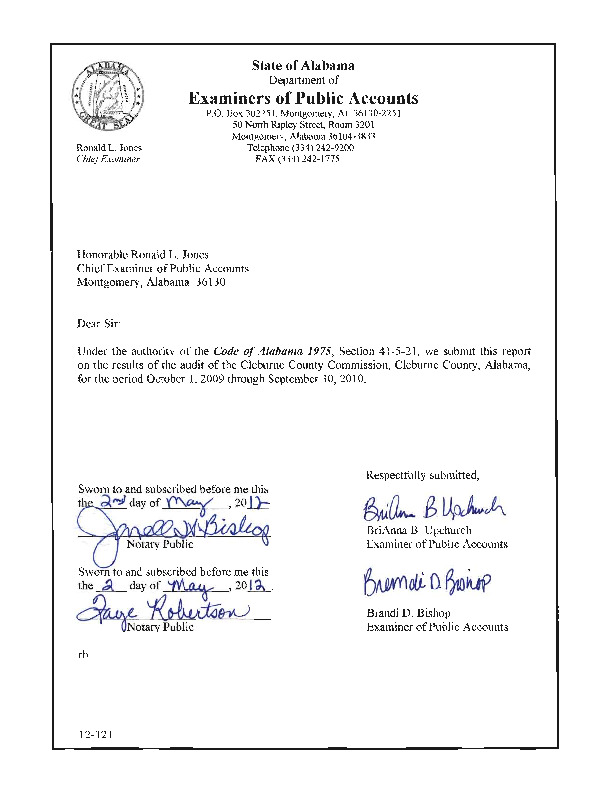 ALABAMA
GREAT SEAL
Ronald L. Jones
Chief Examiner
State of Alabama
Department of
Examiners of Public Accounts
P.O. Box 302251, Montgomery, AL 36130-2251
50 North Ripley Street, Room 3201
Montgomery, Alabama 36104-3833
Telephone (334) 242-9200
FAX (334) 242-1775
Honorable Ronald L. Jones
Chief Examiner of Public Accounts
Montgomery, Alabama 36130
Dear Sir:
Under the authority of the Code of Alabama 1975, Section 41-5-21, we submit this report
on the results of the audit of the Cleburne County Commission, Cleburne County, Alabama,
for the period October 1, 2009 through September 30, 2010.
Sworn to and subscribed before me this
the 2nd day of May, 2012
Bishop
Notary Public
Sworn to and subscribed before me this
the 2 day of May, 2012.
Faye Robertson
Notary Public
rb
Respectfully submitted,
BriAnna B Upchurch
BriAnna B. Upchurch
Examiner of Public Accounts
Brandi D. Bishop
Brandi D. Bishop
Examiner of Public Accounts
12-121